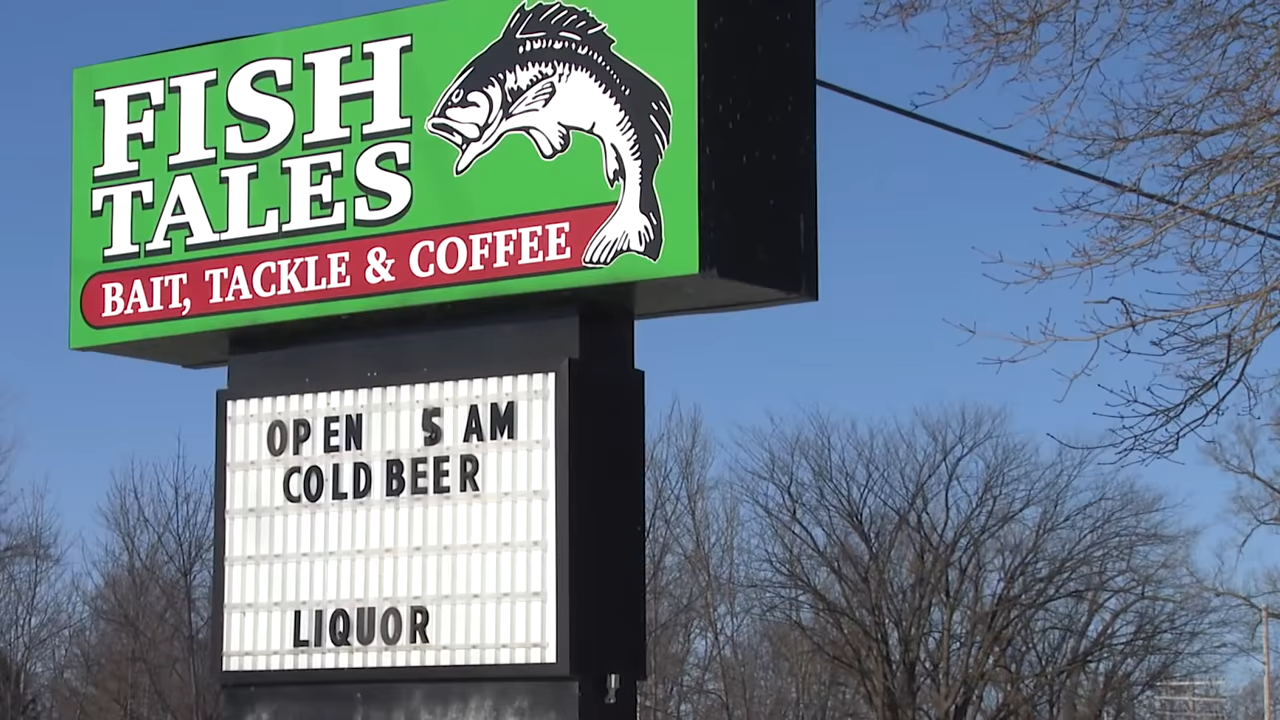 FISH
TALES
BAIT, TACKLE & COFFEE
OPEN 5 AM
COLD BEER
LIQUOR